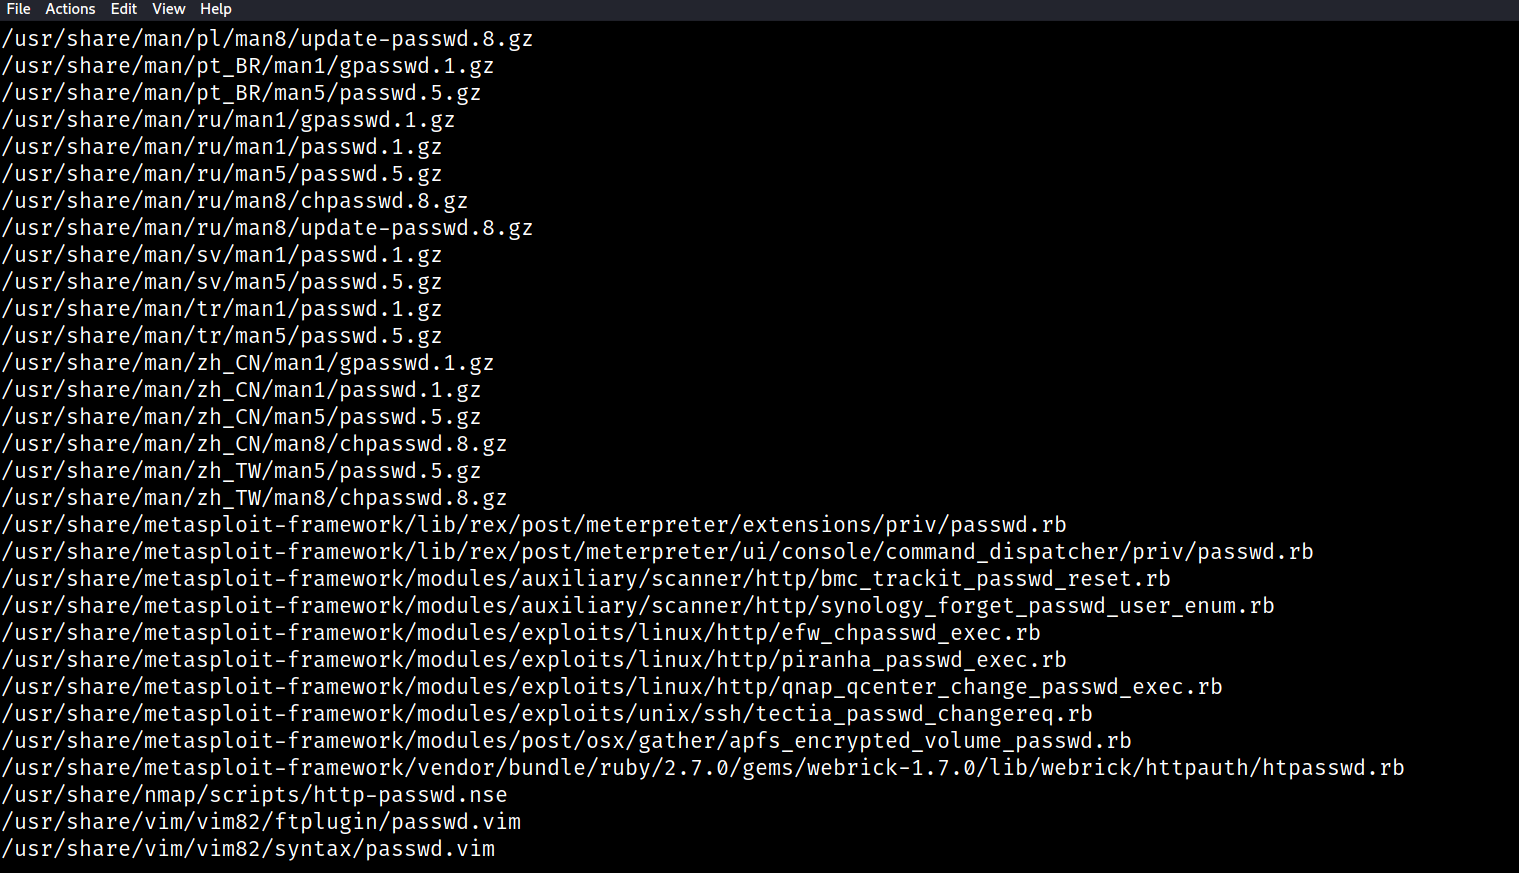 File Actions Edit View Help
/usr/share/man/pl/man8/update-passwd.8.gz
/usr/share/man/pt_BR/man1/gpasswd.1.gz
/usr/share/man/pt_BR/man5/passwd.5.gz
/usr/share/man/ru/man1/gpasswd.1.gz
/usr/share/man/ru/man1/passwd.1.gz
/usr/share/man/ru/man5/passwd.5.gz
/usr/share/man/ru/man8/chpasswd.8.gz
/usr/share/man/ru/man8/update-passwd.8.gz
/usr/share/man/sv/man1/passwd.1.gz
/usr/share/man/sv/man5/passwd.5.gz
/usr/share/man/tr/man1/passwd.1.gz
/usr/share/man/tr/man5/passwd.5.gz
/usr/share/man/zh_CN/man1/gpasswd.1.gz
/usr/share/man/zh_CN/man1/passwd.1.gz
/usr/share/man/zh_CN/man5/passwd.5.gz
/usr/share/man/zh_CN/man8/chpasswd.8.gz
/usr/share/man/zh_TW/man5/passwd.5.gz
/usr/share/man/zh_TW/man8/chpasswd.8.gz
/usr/share/metasploit-framework/lib/rex/post/meterpreter/extensions/priv/passwd.rb
/usr/share/metasploit-framework/lib/rex/post/meterpreter/ui/console/command_dispatcher/priv/passwd.rb
/usr/share/metasploit-framework/modules/auxiliary/scanner/http/bmc_trackit_passwd_reset.rb
/usr/share/metasploit-framework/modules/auxiliary/scanner/http/synology_forget_passwd_user_enum.rb
/usr/share/metasploit-framework/modules/exploits/linux/http/efw_chpasswd_exec.rb
/usr/share/metasploit-framework/modules/exploits/linux/http/piranha_passwd_exec.rb
/usr/share/metasploit-framework/modules/exploits/linux/http/qnap_qcenter_change_passwd_exec.rb
/usr/share/metasploit-framework/modules/exploits/unix/ssh/tectia_passwd_changereq.rb
/usr/share/metasploit-framework/modules/post/osx/gather/apfs_encrypted_volume_passwd.rb
/usr/share/metasploit-framework/vendor/bundle/ruby/2.7.0/gems/webrick-1.7.0/lib/webrick/httpauth/htpasswd.rb
/usr/share/nmap/scripts/http-passwd.nse
/usr/share/vim/vim82/ftplugin/passwd.vim
/usr/share/vim/vim82/syntax/passwd.vim